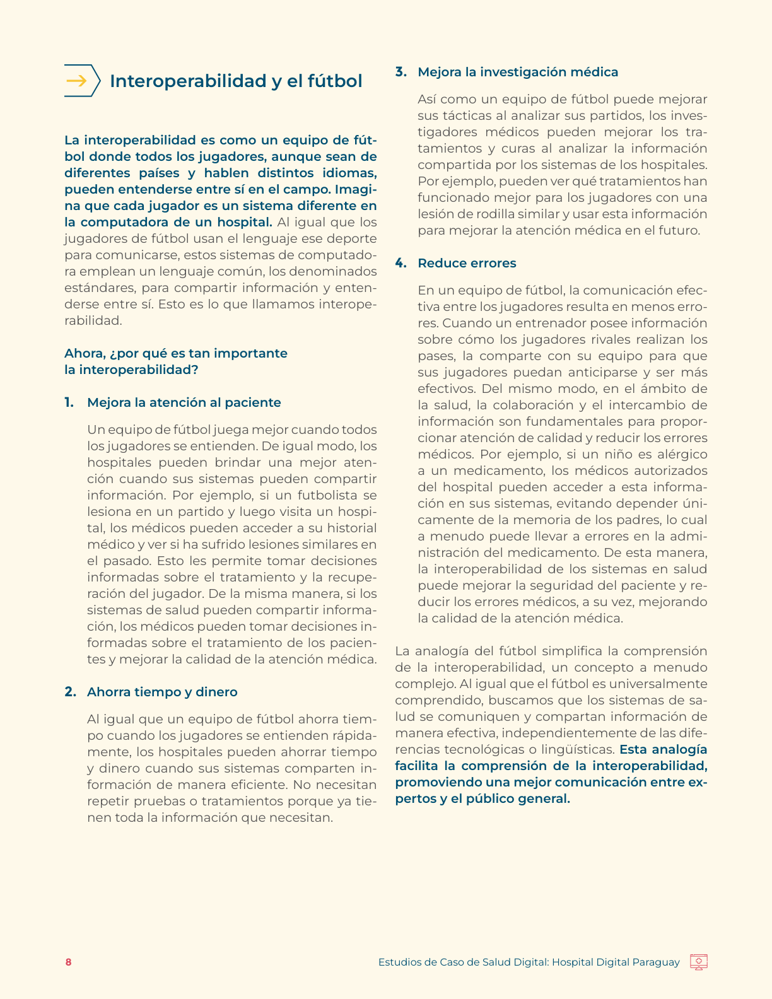 Interoperabilidad y el fútbol
La interoperabilidad es como un equipo de fút-
bol donde todos los jugadores, aunque sean de
diferentes países y hablen distintos idiomas,
pueden entenderse entre sí en el campo. Imagi-
na que cada jugador es un sistema diferente en
la computadora de un hospital. Al igual que los
jugadores de fútbol usan el lenguaje ese deporte
para comunicarse, estos sistemas de computado-
ra emplean un lenguaje común, los denominados
estándares, para compartir información y enten-
derse entre sí. Esto es lo que llamamos interope-
rabilidad.
Ahora, ¿por qué es tan importante
la interoperabilidad?
1. Mejora la atención al paciente
Un equipo de fútbol juega mejor cuando todos
los jugadores se entienden. De igual modo, los
hospitales pueden brindar una mejor aten-
ción cuando sus sistemas pueden compartir
información. Por ejemplo, si un futbolista se
lesiona en un partido y luego visita un hospi-
tal, los médicos pueden acceder a su historial
médico y ver si ha sufrido lesiones similares en
el pasado. Esto les permite tomar decisiones
informadas sobre el tratamiento y la recupe-
ración del jugador. De la misma manera, si los
sistemas de salud pueden compartir informa-
ción, los médicos pueden tomar decisiones in-
formadas sobre el tratamiento de los pacien-
tes y mejorar la calidad de la atención médica.
2. Ahorra tiempo y dinero
Al igual que un equipo de fútbol ahorra tiem-
po cuando los jugadores se entienden rápida-
mente, los hospitales pueden ahorrar tiempo
y dinero cuando sus sistemas comparten in-
formación de manera eficiente. No necesitan
repetir pruebas o tratamientos porque ya tie-
nen toda la información que necesitan.
3. Mejora la investigación médica
Así como un equipo de fútbol puede mejorar
sus tácticas al analizar sus partidos, los inves-
tigadores médicos pueden mejorar los tra-
tamientos y curas al analizar la información
compartida por los sistemas de los hospitales.
Por ejemplo, pueden ver qué tratamientos han
funcionado mejor para los jugadores con una
lesión de rodilla similar y usar esta información
para mejorar la atención médica en el futuro.
4. Reduce errores
En un equipo de fútbol, la comunicación efec-
tiva entre los jugadores resulta en menos erro-
res. Cuando un entrenador posee información
sobre cómo los jugadores rivales realizan los
pases, la comparte con su equipo para que
sus jugadores puedan anticiparse y ser más
efectivos. Del mismo modo, en el ámbito de
la salud, la colaboración y el intercambio de
información son fundamentales para propor-
cionar atención de calidad y reducir los errores
médicos. Por ejemplo, si un niño es alérgico
a un medicamento, los médicos autorizados
del hospital pueden acceder a esta informa-
ción en sus sistemas, evitando depender úni-
camente de la memoria de los padres, lo cual
a menudo puede llevar a errores en la admi-
nistración del medicamento. De esta manera,
la interoperabilidad de los sistemas en salud
puede mejorar la seguridad del paciente y re-
ducir los errores médicos, a su vez, mejorando
la calidad de la atención médica.
La analogía del fútbol simplifica la comprensión
de la interoperabilidad, un concepto a menudo
complejo. Al igual que el fútbol es universalmente
comprendido, buscamos que los sistemas de sa-
lud se comuniquen y compartan información de
manera efectiva, independientemente de las dife-
rencias tecnológicas o lingüísticas. Esta analogía
facilita la comprensión de la interoperabilidad,
promoviendo una mejor comunicación entre ex-
pertos y el público general.
8
Estudios de Caso de Salud Digital: Hospital Digital Paraguay